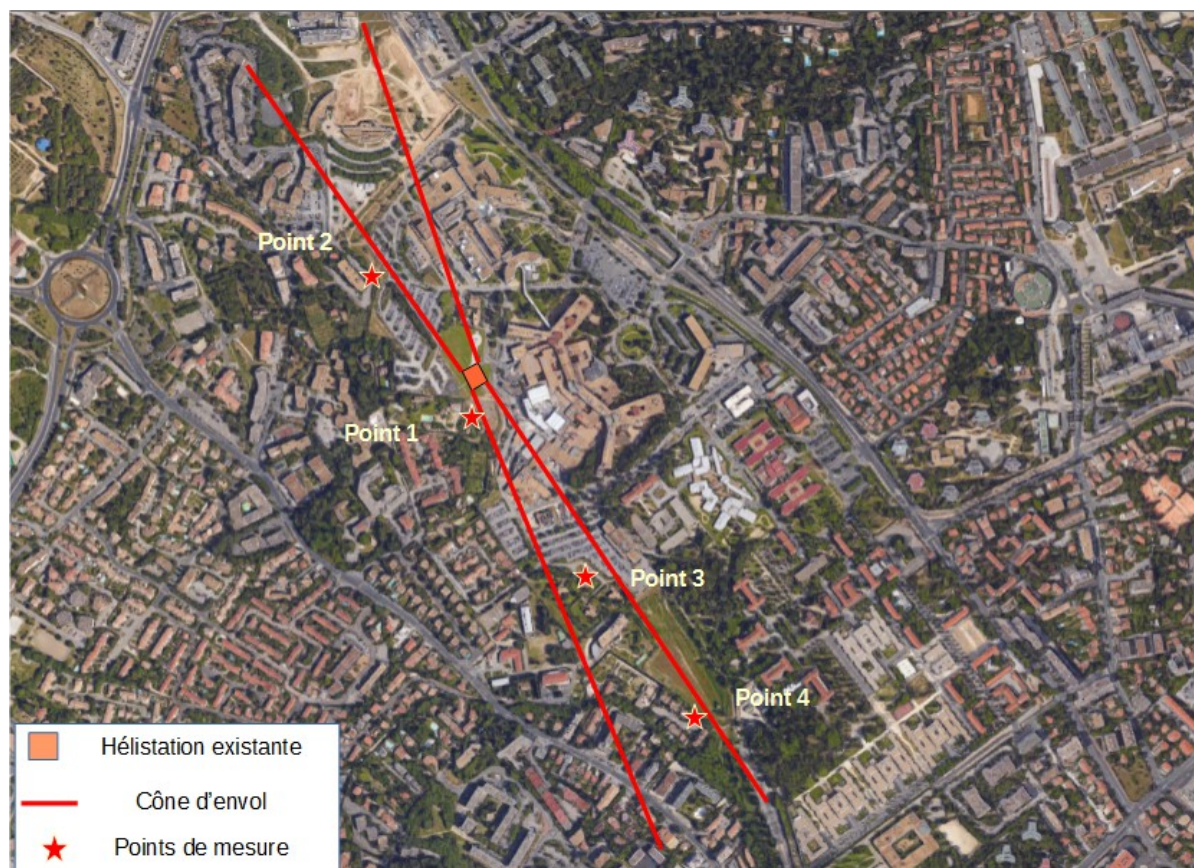 Point 2
Point 1
Point 3
Point 4
Hélistation existante
Cône d’envol
Points de mesure